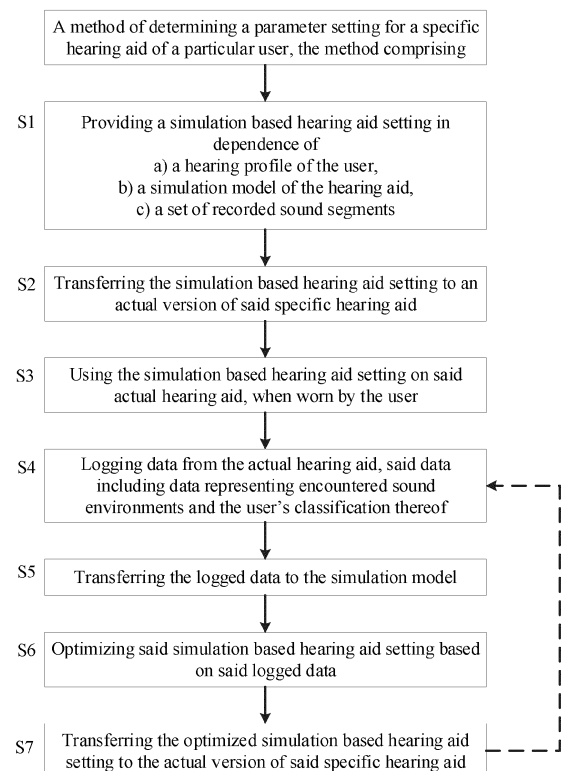 A method of determining a parameter setting for a specific
hearing aid of a particular user, the method comprising
S1
Providing a simulation based hearing aid setting in
dependence of
a) a hearing profile of the user,
b) a simulation model of the hearing aid,
c) a set of recorded sound segments
S2
Transferring the simulation based hearing aid setting to an
actual version of said specific hearing aid
S3
Using the simulation based hearing aid setting on said
actual hearing aid, when worn by the user
S4
Logging data from the actual hearing aid, said data
including data representing encountered sound
environments and the user's classification thereof
S5
Transferring the logged data to the simulation model
S6
Optimizing said simulation based hearing aid setting based
on said logged data
S7
Transferring the optimized simulation based hearing aid
setting to the actual version of said specific hearing aid